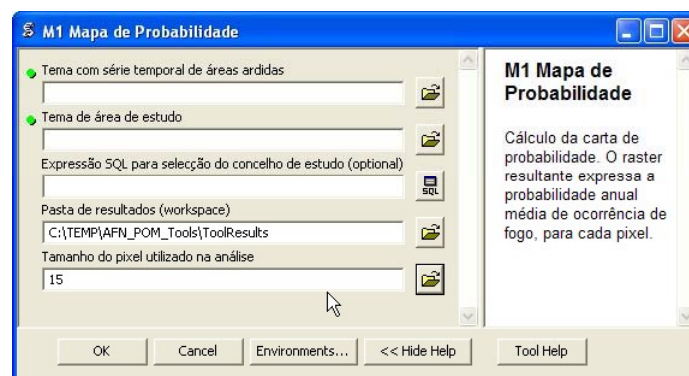 M1 Mapa de Probabilidade
Tema com série temporal de áreas ardidas
Tema de área de estudo
Expressão SQL para selecção do concelho de estudo (optional)
SQL
Pasta de resultados (workspace)
C:\TEMP\AFN_POM_Tools\ToolResults
Tamanho do pixel utilizado na análise
15
M1 Mapa de
Probabilidade
Cálculo da carta de
probabilidade. O raster
resultante expressa a
probabilidade anual
média de ocorrência de
fogo, para cada pixel.
OK
Cancel
Environments...
<< Hide Help
Tool Help